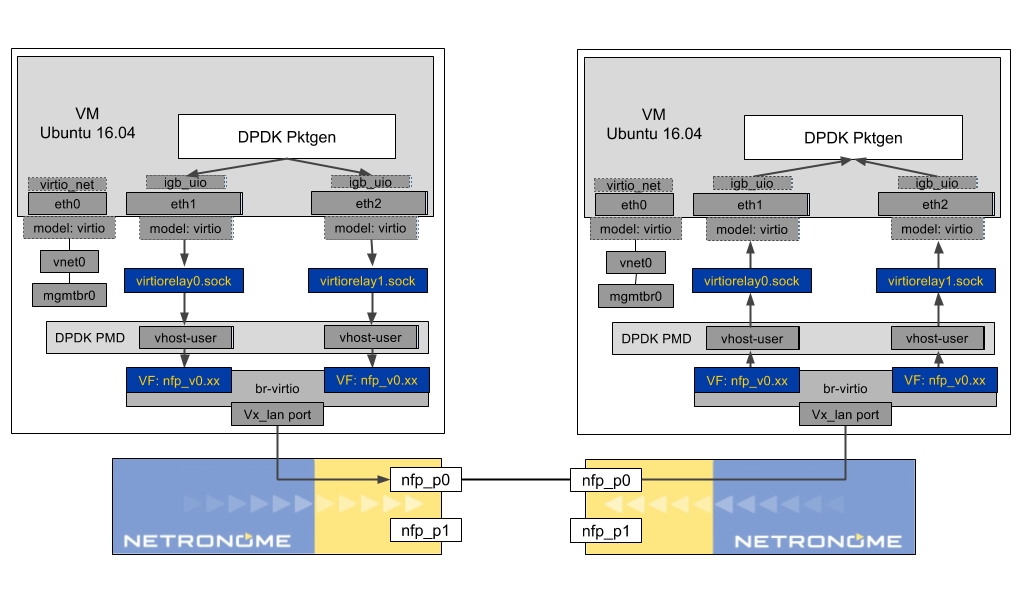 VM
Ubuntu 16.04
DPDK Pktgen
virtio_net
igb_uio
igb_uio
eth0
eth1
eth2
model: virtio
model: virtio
model: virtio
vnet0
virtiorelay0.sock
virtiorelay1.sock
mgmtbr0
DPDK PMD
vhost-user
vhost-user
VF: nfp_v0.xx
br-virtio
VF: nfp_v0.xx
Vx_lan port
nfp_p0
nfp_p1
NETRONOME
VM
Ubuntu 16.04
DPDK Pktgen
virtio_net
igb_uio
igb_uio
eth0
eth1
eth2
model: virtio
model: virtio
model: virtio
vnet0
virtiorelay0.sock
virtiorelay1.sock
mgmtbr0
DPDK PMD
vhost-user
vhost-user
VF: nfp_v0.xx
br-virtio
VF: nfp_v0.xx
Vx_lan port
nfp_p0
nfp_p1
NETRONOME